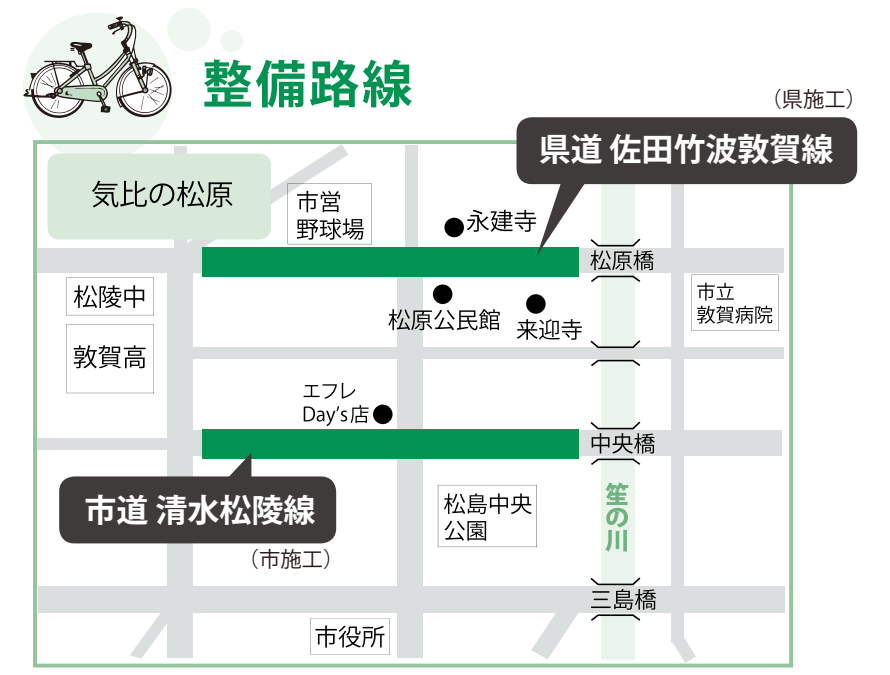 整備路線
（県施工）
県道 佐田竹波敦賀線
気比の松原
市営
野球場
永建寺
松原橋
松陵中
市立
敦賀病院
松原公民館
来迎寺
敦賀高
エフレ
Day's店
中央橋
市道 清水松陵線
松島中央
公園
笙の川
（市施工）
三島橋
市役所